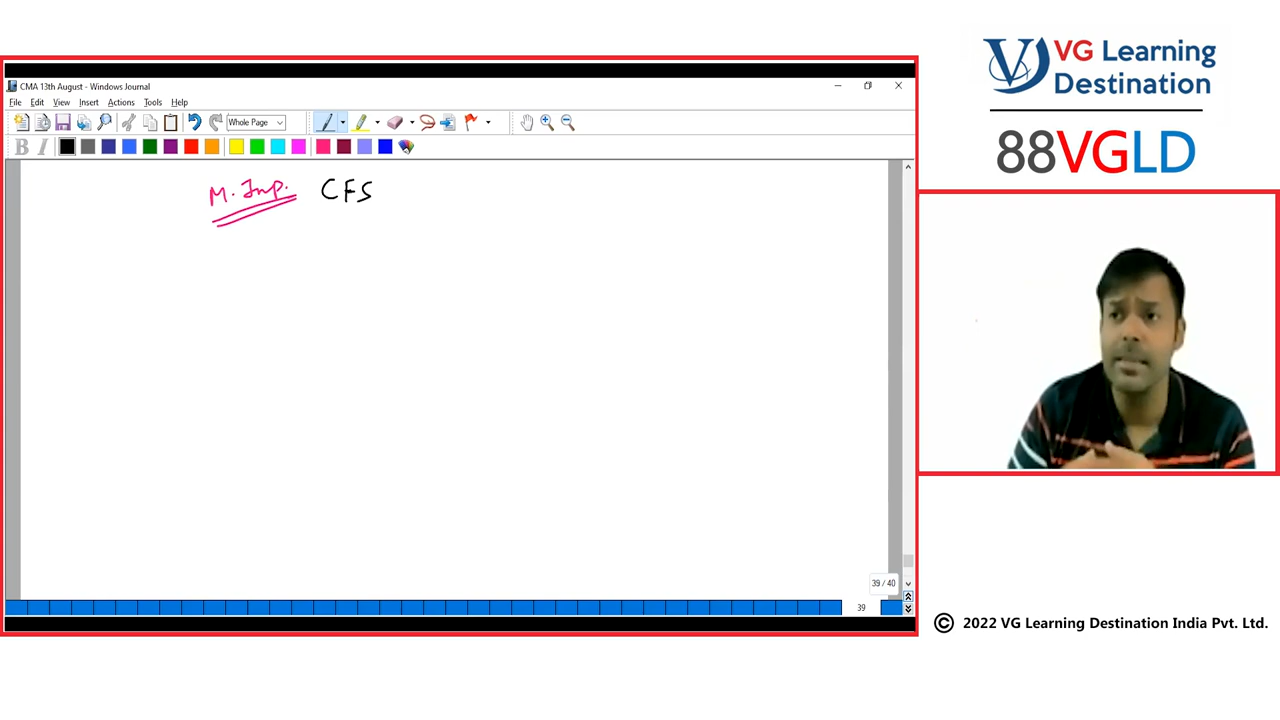 CMA 13th August - Windows Journal
File Edit View Insert Actions Tools Help
Whole Page
B I
M. Imp. CFS
39 / 40
39
VG Learning
Destination
88VGLD
© 2022 VG Learning Destination India Pvt. Ltd.